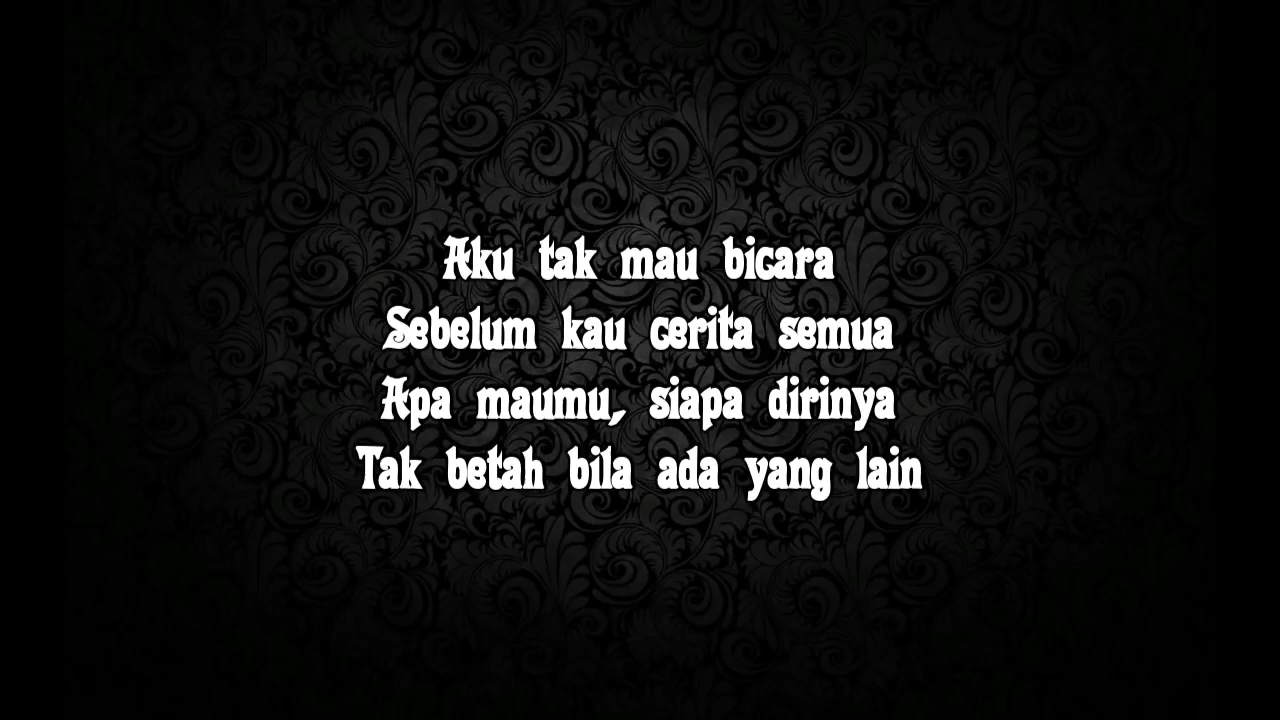 Aku tak mau bicara
Sebelum kau cerita semua
Apa maumu, siapa dirinya
Tak betah bila ada yang lain